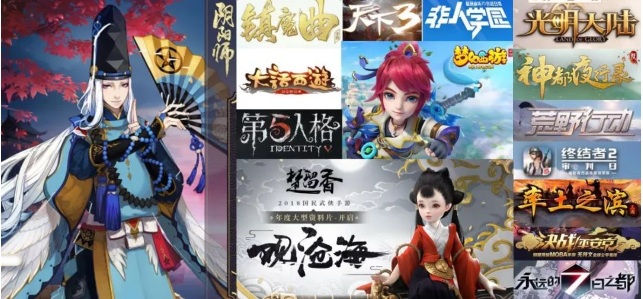 阴阳师
镇魔曲
天下3
非人学园
大话西游
梦幻西游
第5人格
IDENTITY V
楚留香
2018国民武侠手游
年度大型资料片-开启
观沧海
光明大陆
LAND OF GLORY
神都夜行录
荒野行动
终结者2
审判日
率土之滨
决战平安京
永远的7日之都